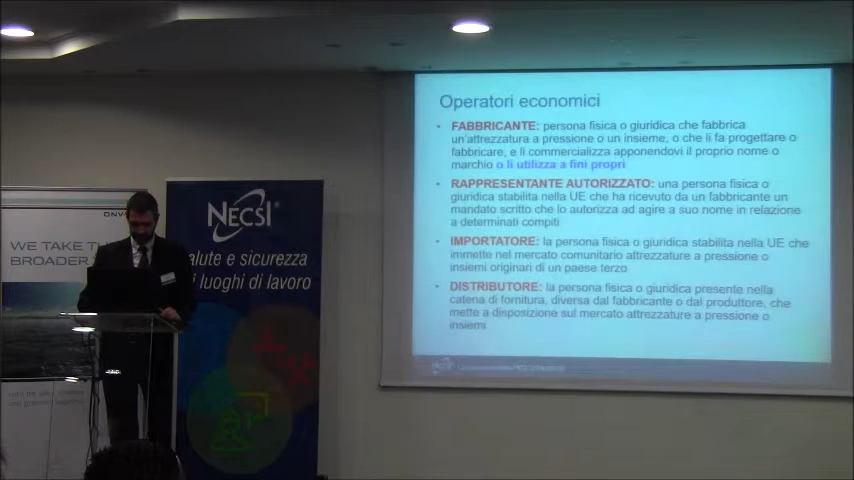 Operatori economici
• FABBRICANTE: persona fisica o giuridica che fabbrica
un'attrezzatura a pressione o un insieme, o che li fa progettare o
fabbricare, e li commercializza apponendovi il proprio nome o
marchio o li utilizza a fini propri
• RAPPRESENTANTE AUTORIZZATO: una persona fisica o
giuridica stabilita nella UE che ha ricevuto da un fabbricante un
mandato scritto che lo autorizza ad agire a suo nome in relazione
a determinati compiti
• IMPORTATORE: la persona fisica o giuridica stabilita nella UE che
immette nel mercato comunitario attrezzature a pressione o
insiemi originari di un paese terzo
• DISTRIBUTORE: la persona fisica o giuridica presente nella
catena di fornitura, diversa dal fabbricante o dal produttore, che
mette a disposizione sul mercato attrezzature a pressione o
insiemi
WE TAKE
BROADER
NECSI®
alute e sicurezza
i luoghi di lavoro